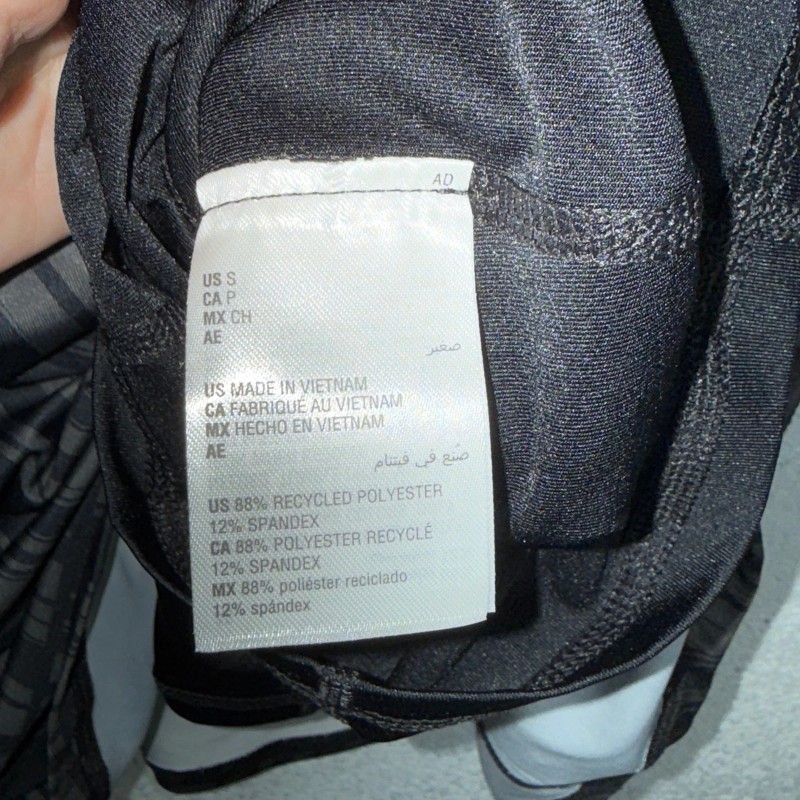 AD
US S
CA P
MX CH
AE
صغير
US MADE IN VIETNAM
CA FABRIQUÉ AU VIETNAM
MX HECHO EN VIETNAM
AE
صُنع في فيتنام
US 88% RECYCLED POLYESTER
12% SPANDEX
CA 88% POLYESTER RECYCLÉ
12% SPANDEX
MX 88% poliéster reciclado
12% spándex